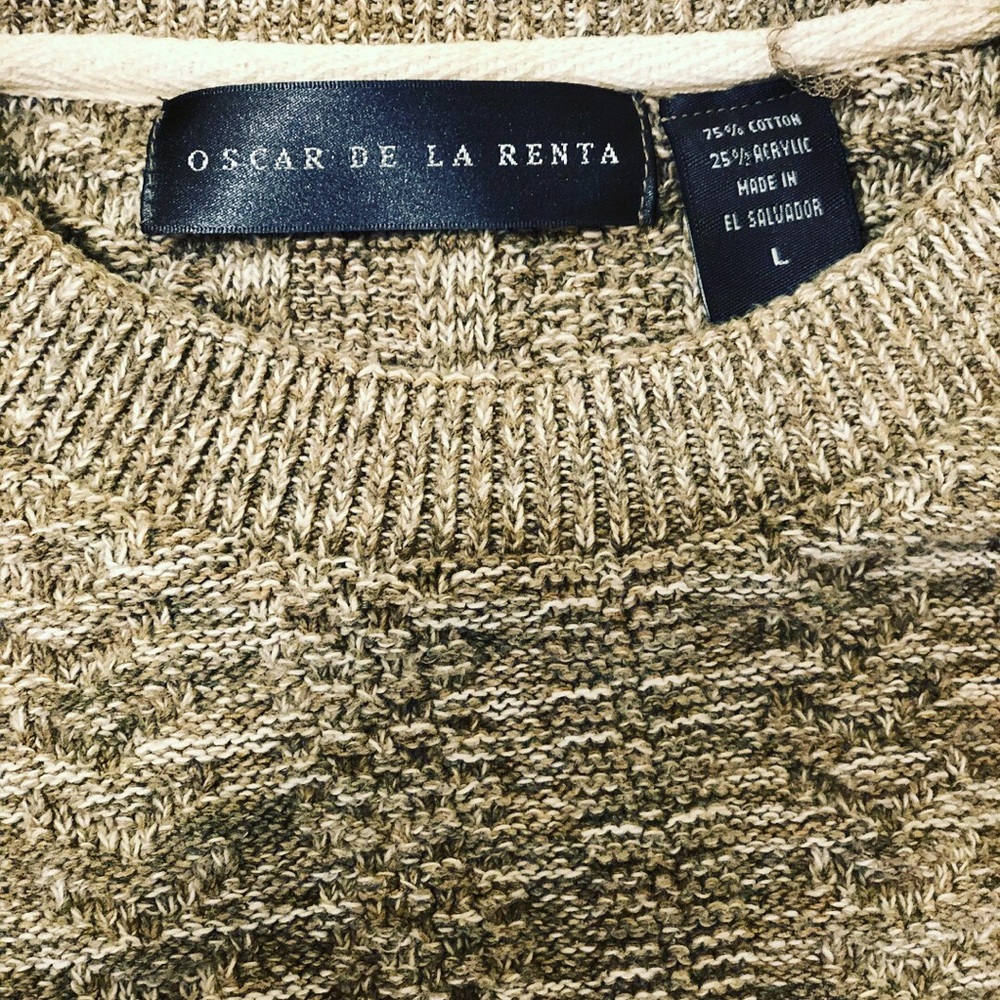 OSCAR DE LA RENTA
75% COTTON
25% ACRYLIC
MADE IN
EL SALVADOR
L